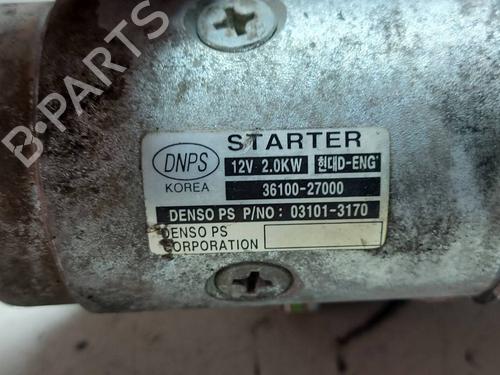 B-PARTS
STARTER
DNPS
12V 2.0KW 현대D-ENG
KOREA
36100-27000
DENSO PS P/NO : 03101-3170
DENSO PS
CORPORATION